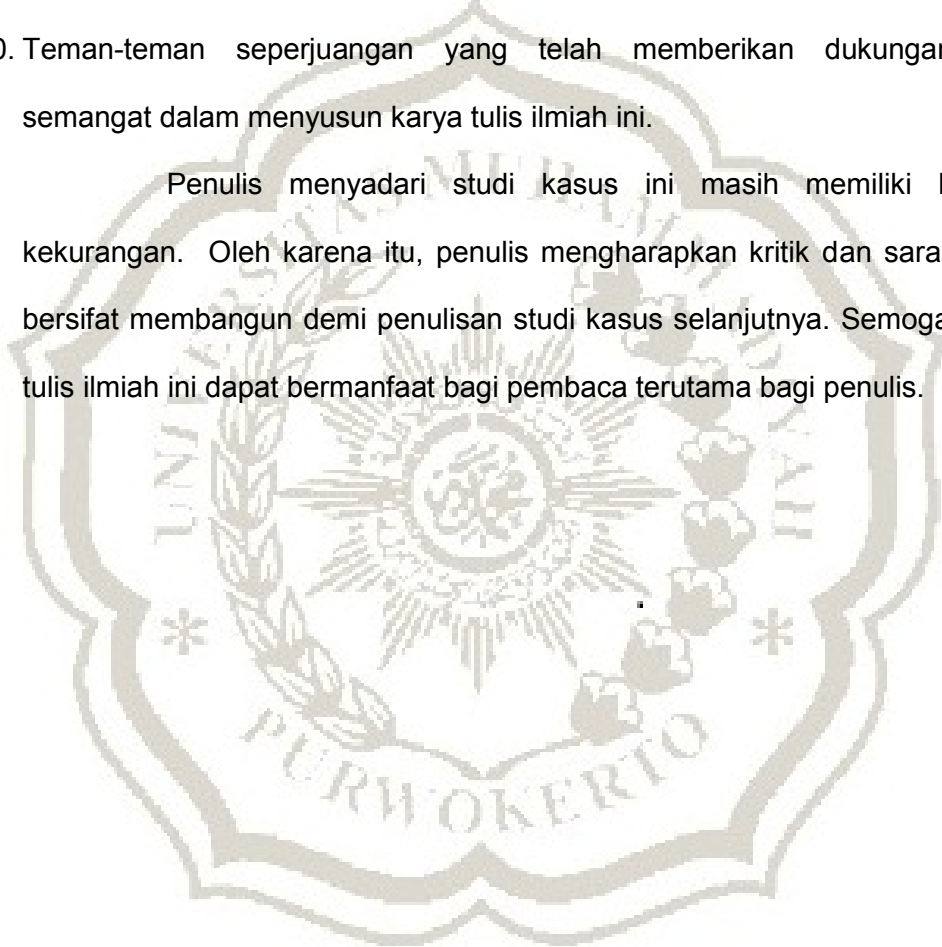 0. Teman-teman seperjuangan yang telah memberikan dukungan
semangat dalam menyusun karya tulis ilmiah ini.
Penulis menyadari studi kasus ini masih memiliki
kekurangan. Oleh karena itu, penulis mengharapkan kritik dan sara
bersifat membangun demi penulisan studi kasus selanjutnya. Semoga
tulis ilmiah ini dapat bermanfaat bagi pembaca terutama bagi penulis.
UNIVERSITAS MUHAMMADIYAH
PURWOKERTO